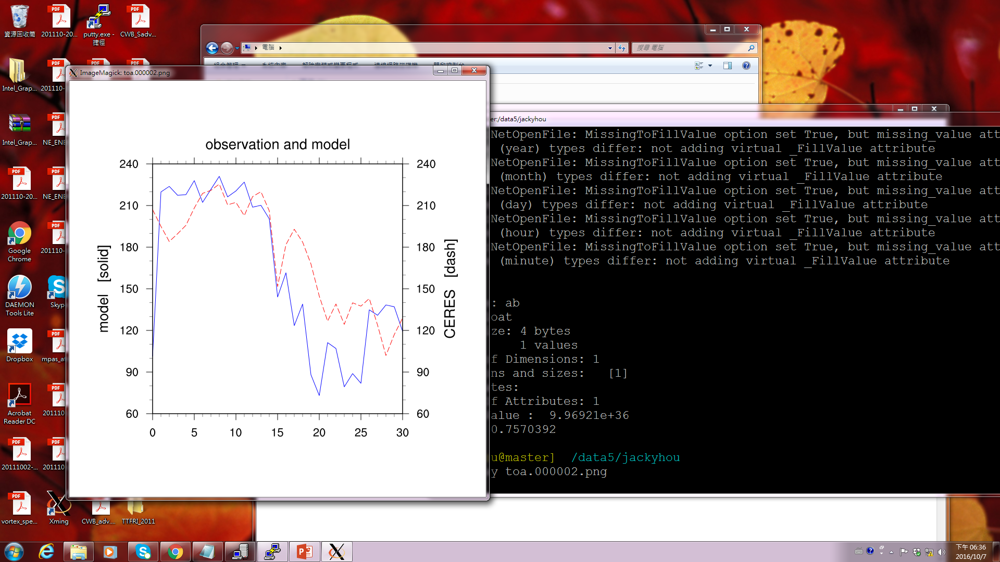 資源回收筒
201110-20...
putty.exe - 捷徑
CWB_Sadv...
Intel_Grap...
201110-
Intel_Grap...
NE_ENE
201110-20...
NE_ENE
Google Chrome
201110-
DAEMON Tools Lite
Skyp
Dropbox
mpas_at
Acrobat Reader DC
201110
20111002-...
201110
vortex_spe...
Xming
CWB_adv....
TTFRI_2011
電腦
搜尋 電腦
ImageMagick: toa.000002.png
observation and model
240
210
180
150
120
90
60
240
210
180
150
120
90
60
0 5 10 15 20 25 30
model [solid]
CERES [dash]
er:/data5/jackyhou
NetOpenFile: MissingToFillValue option set True, but missing_value att
(year) types differ: not adding virtual _FillValue attribute
NetOpenFile: MissingToFillValue option set True, but missing_value att
(month) types differ: not adding virtual _FillValue attribute
NetOpenFile: MissingToFillValue option set True, but missing_value att
(day) types differ: not adding virtual _FillValue attribute
NetOpenFile: MissingToFillValue option set True, but missing_value att
(hour) types differ: not adding virtual _FillValue attribute
NetOpenFile: MissingToFillValue option set True, but missing_value att
(minute) types differ: not adding virtual _FillValue attribute
: ab
oat
ze: 4 bytes
1 values
f Dimensions: 1
ns and sizes: [1]
tes:
f Attributes: 1
alue : 9.96921e+36
0.7570392
u@master] /data5/jackyhou
y toa.000002.png
下午 06:36
2016/10/7